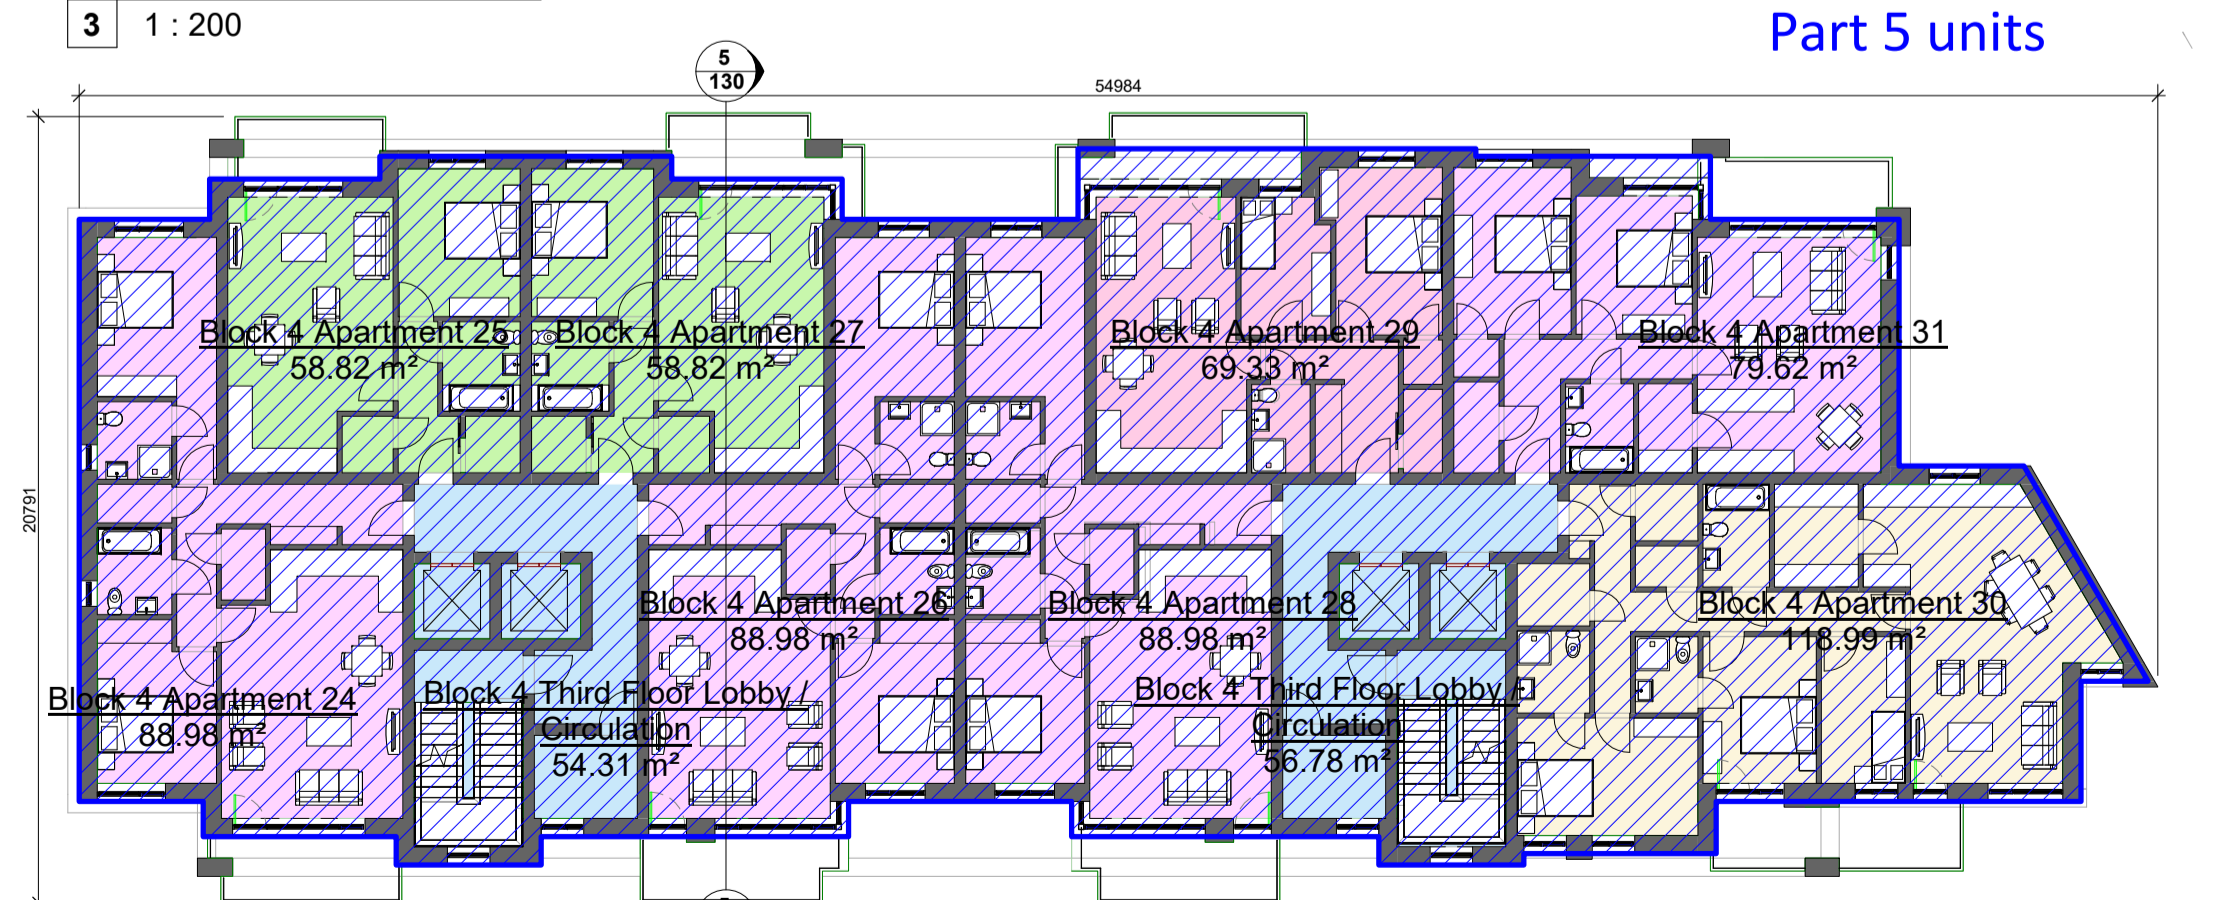 3 1 : 200
Part 5 units
5
130
54984
20791
Block 4 Apartment 25
58.82 m²
Block 4 Apartment 27
58.82 m²
Block 4 Apartment 29
69.33 m²
Block 4 Apartment 31
79.62 m²
Block 4 Apartment 26
88.98 m²
Block 4 Apartment 28
88.98 m²
Block 4 Apartment 30
118.99 m²
Block 4 Apartment 24
88.98 m²
Block 4 Third Floor Lobby /
Circulation
54.31 m²
Block 4 Third Floor Lobby /
Circulation
56.78 m²